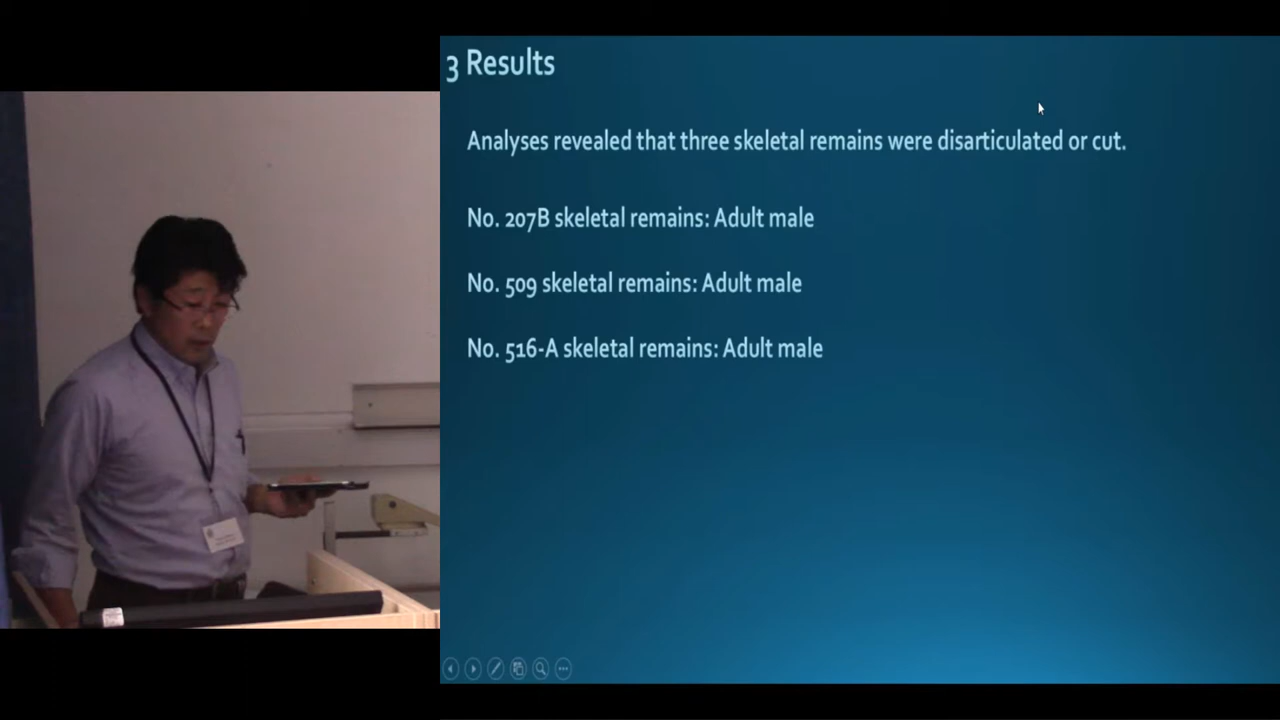 3 Results
Analyses revealed that three skeletal remains were disarticulated or cut.
No. 207B skeletal remains: Adult male
No. 509 skeletal remains: Adult male
No. 516-A skeletal remains: Adult male